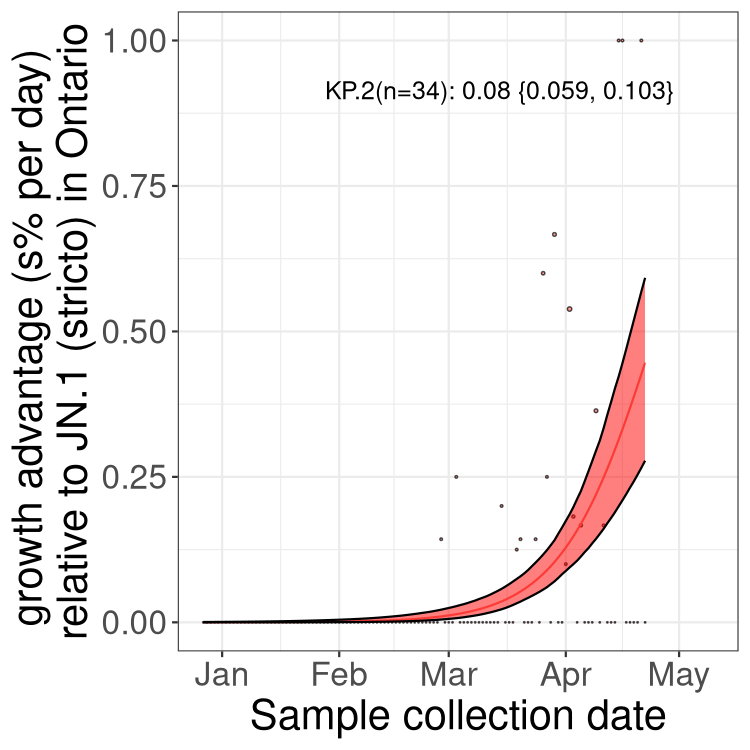 growth advantage (s% per day)
relative to JN.1 (stricto) in Ontario
1.00
KP.2(n=34): 0.08 {0.059, 0.103}
0.75
0.50
0.25
0.00
Jan Feb Mar Apr May
Sample collection date